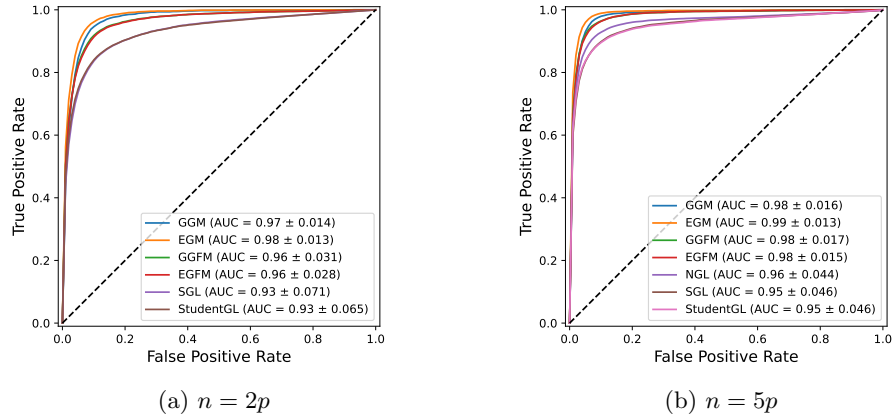 1.0
0.8
0.6
0.4
0.2
0.0
True Positive Rate
GGM (AUC = 0.97 ± 0.014)
EGM (AUC = 0.98 ± 0.013)
GGFM (AUC = 0.96 ± 0.031)
EGFM (AUC = 0.96 ± 0.028)
SGL (AUC = 0.93 ± 0.071)
StudentGL (AUC = 0.93 ± 0.065)
0.0 0.2 0.4 0.6 0.8 1.0
False Positive Rate
(a) n = 2p
1.0
0.8
0.6
0.4
0.2
0.0
True Positive Rate
GGM (AUC = 0.98 ± 0.016)
EGM (AUC = 0.99 ± 0.013)
GGFM (AUC = 0.98 ± 0.017)
EGFM (AUC = 0.98 ± 0.015)
NGL (AUC = 0.96 ± 0.044)
SGL (AUC = 0.95 ± 0.046)
StudentGL (AUC = 0.95 ± 0.046)
0.0 0.2 0.4 0.6 0.8 1.0
False Positive Rate
(b) n = 5p